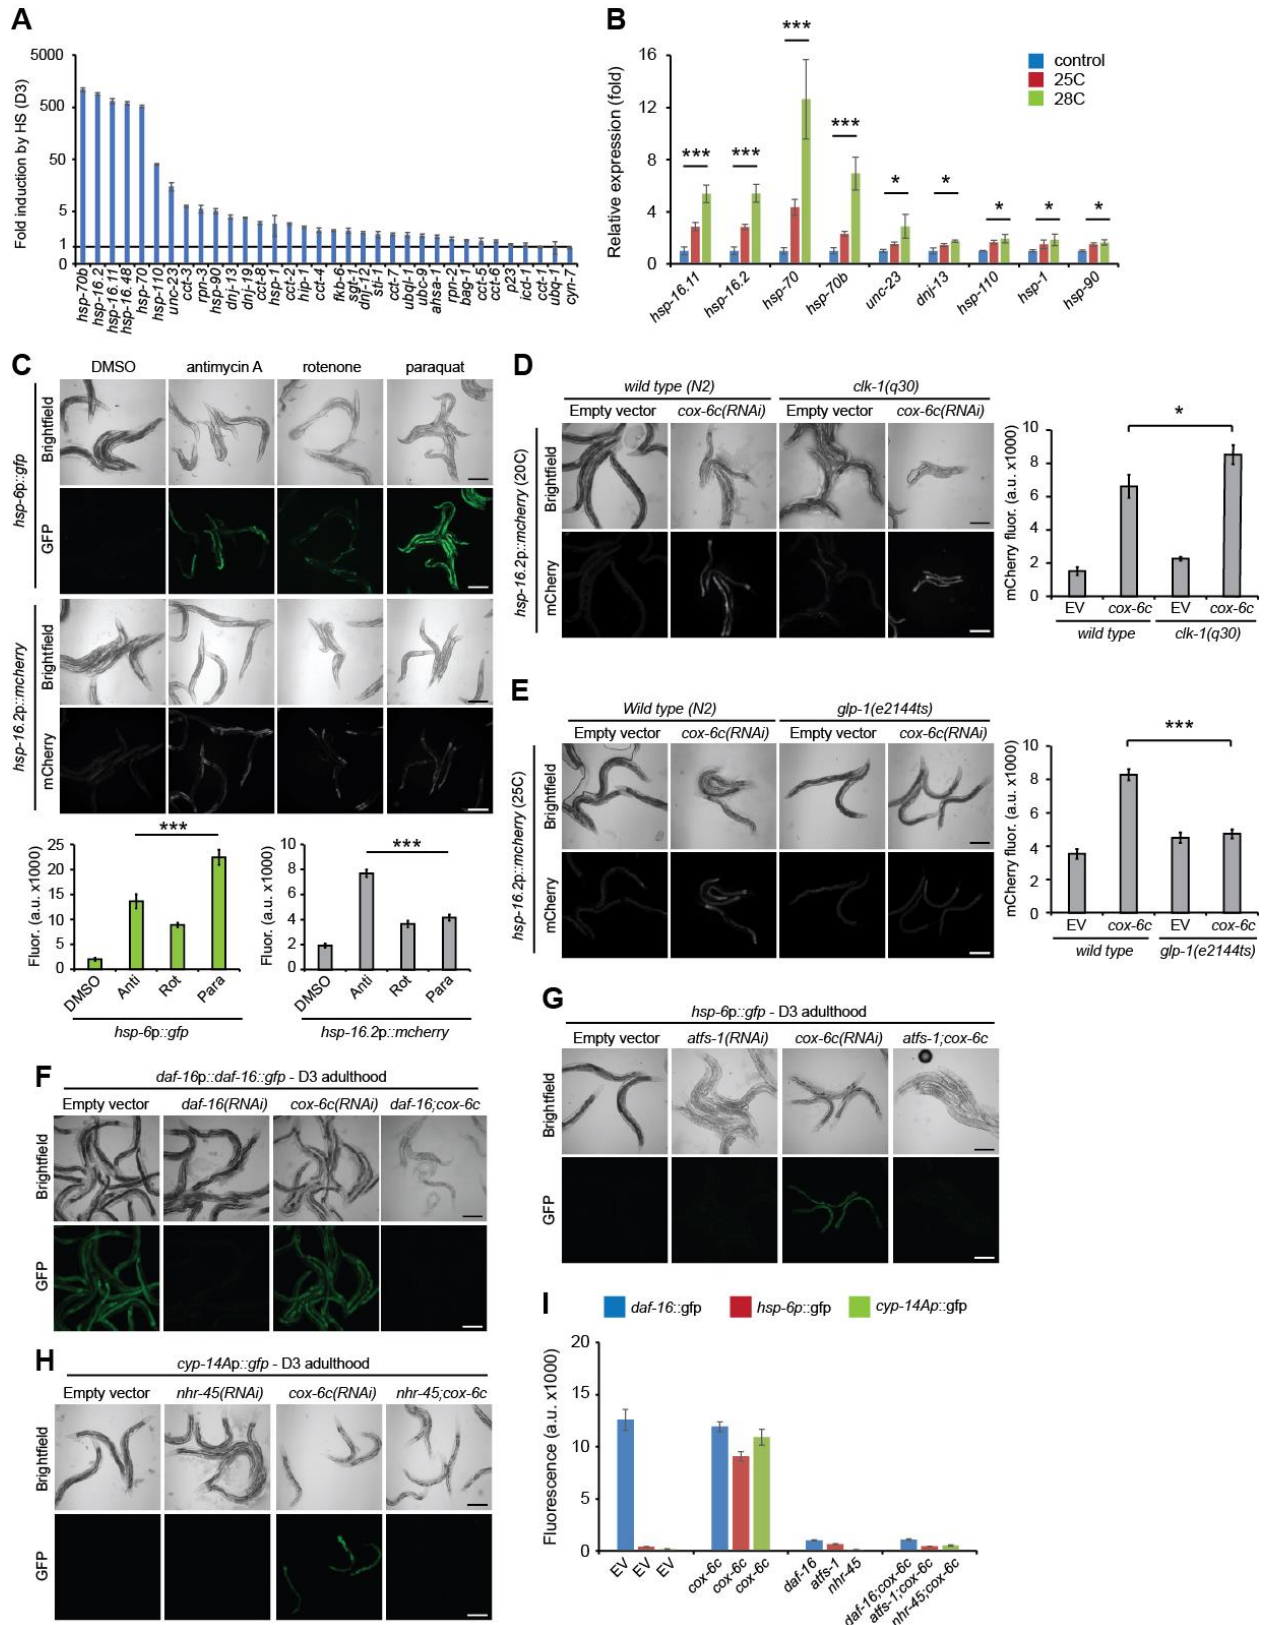 A
Fold induction by HS (D3)
5000
500
50
5
1
0
hsp-70b
hsp-16.2
hsp-16.11
hsp-16.48
hsp-70
hsp-110
unc-23
cct-3
rpn-3
hsp-90
dnj-13
dnj-19
cct-8
hsp-1
cct-2
hip-1
cct-4
fkb-6
sgt-1
dnj-12
sti-1
cct-7
ubql-1
ubc-9
ahsa-1
rpn-2
bag-1
cct-5
cct-6
p23
icd-1
cct-1
ubq-1
cyn-7
B
Relative expression (fold)
16
12
8
4
0
control
25C
28C
***
***
***
***
*
*
*
*
*
hsp-16.11
hsp-16.2
hsp-70
hsp-70b
unc-23
dnj-13
hsp-110
hsp-1
hsp-90
C
DMSO antimycin A rotenone paraquat
hsp-6p::gfp
Brightfield
GFP
hsp-16.2p::mcherry
Brightfield
mCherry
Fluor. (a.u. x1000)
25
20
15
10
5
0
***
DMSO
Anti
Rot
Para
hsp-6p::gfp
Fluor. (a.u. x1000)
10
8
6
4
2
0
***
DMSO
Anti
Rot
Para
hsp-16.2p::mcherry
D
wild type (N2) clk-1(q30)
Empty vector cox-6c(RNAi) Empty vector cox-6c(RNAi)
hsp-16.2p::mcherry (20C)
Brightfield
mCherry
mCherry fluor. (a.u. x1000)
10
8
6
4
2
0
*
EV cox-6c EV cox-6c
wild type clk-1(q30)
E
Wild type (N2) glp-1(e2144ts)
Empty vector cox-6c(RNAi) Empty vector cox-6c(RNAi)
hsp-16.2p::mcherry (25C)
Brightfield
mCherry
mCherry fluor. (a.u. x1000)
10
8
6
4
2
0
***
EV cox-6c EV cox-6c
wild type glp-1(e2144ts)
F
daf-16p::daf-16::gfp - D3 adulthood
Empty vector daf-16(RNAi) cox-6c(RNAi) daf-16;cox-6c
Brightfield
GFP
G
hsp-6p::gfp - D3 adulthood
Empty vector atfs-1(RNAi) cox-6c(RNAi) atfs-1;cox-6c
Brightfield
GFP
H
cyp-14Ap::gfp - D3 adulthood
Empty vector nhr-45(RNAi) cox-6c(RNAi) nhr-45;cox-6c
Brightfield
GFP
I
daf-16::gfp hsp-6p::gfp cyp-14Ap::gfp
Fluorescence (a.u. x1000)
20
15
10
5
0
EV
EV
EV
cox-6c
cox-6c
cox-6c
daf-16
atfs-1
nhr-45
daf-16;cox-6c
atfs-1;cox-6c
nhr-45;cox-6c